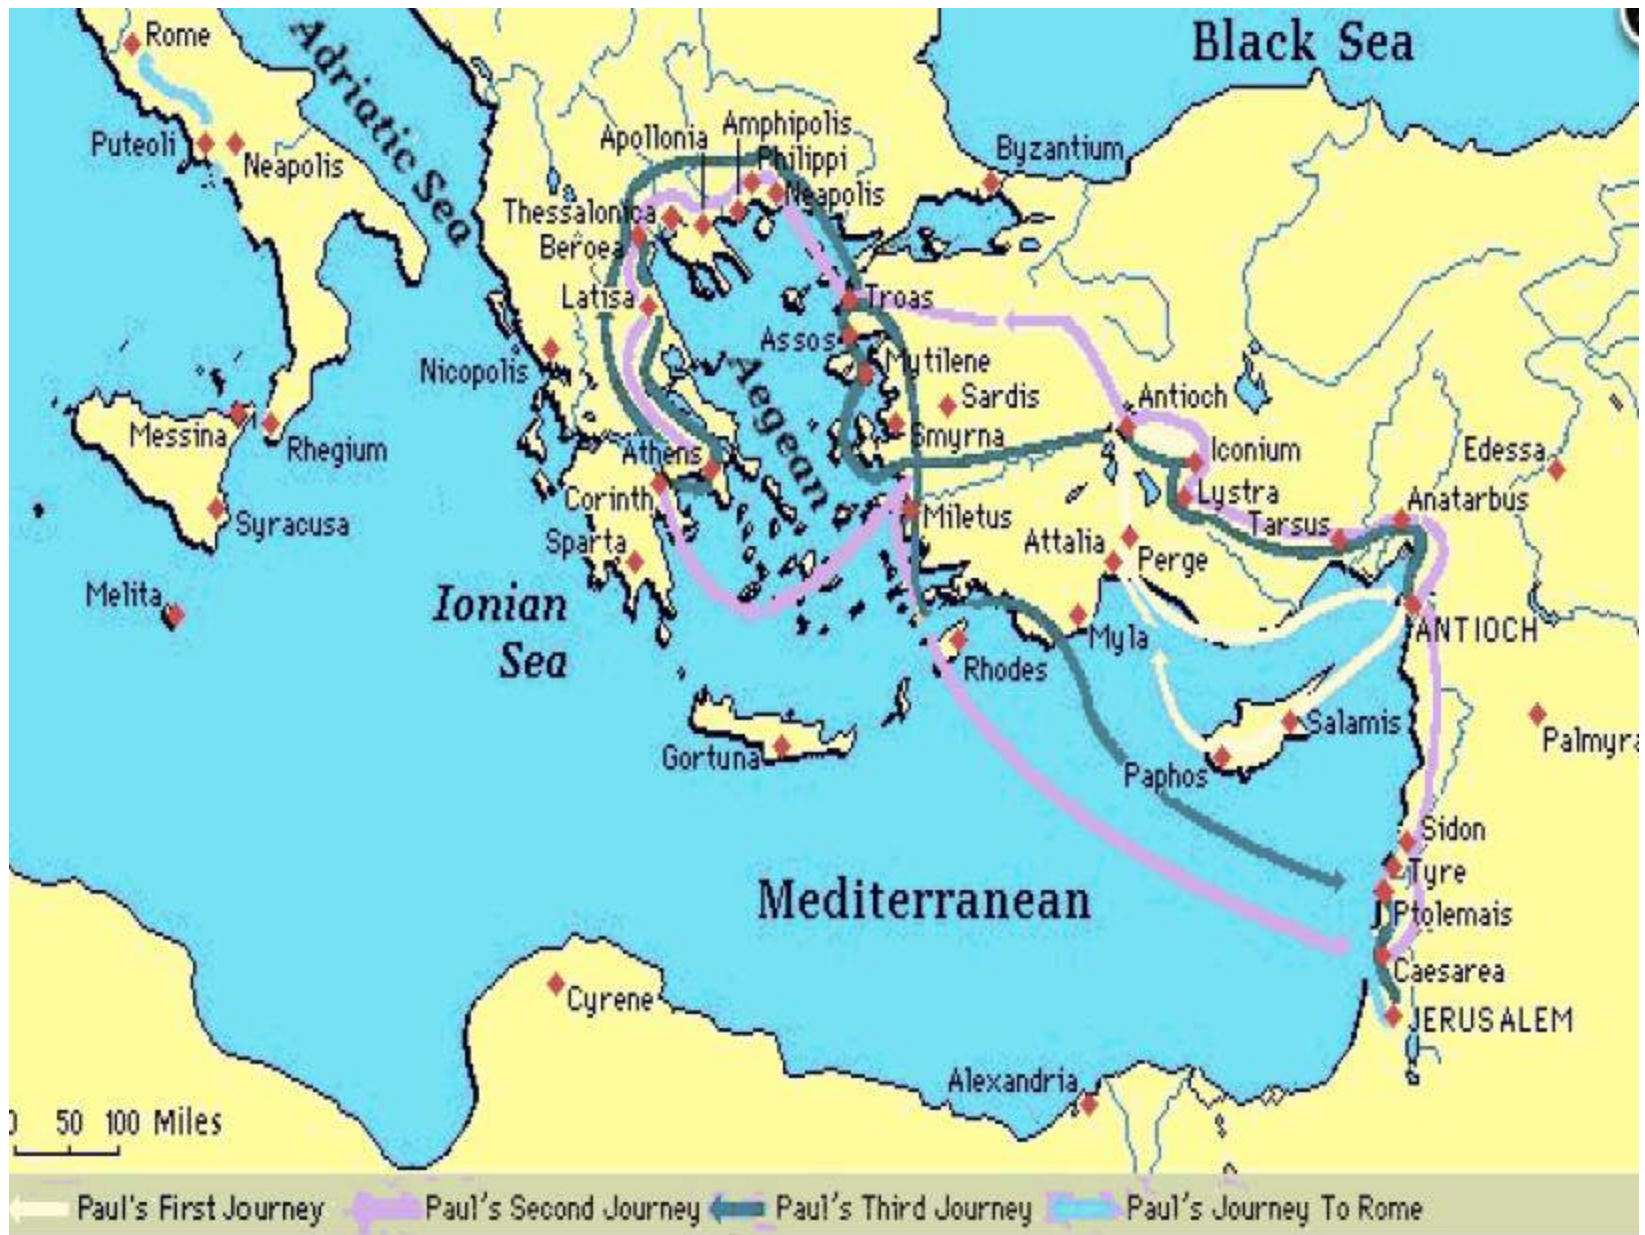 Rome
Adriatic Sea
Black Sea
Puteoli
Neapolis
Apollonia
Amphipolis
Philippi
Neapolis
Byzantium
Thessalonica
Beroea
Latisa
Troas
Assos
Nicopolis
Mytilene
Aegean
Sardis
Antioch
Messina
Rhegium
Smyrna
Iconium
Edessa
Athens
Corinth
Lystra
Anatarbus
Syracusa
Miletus
Tarsus
Sparta
Attalia
Perge
Melita
Ionian
Sea
Myla
ANTIOCH
Rhodes
Salamis
Gortuna
Paphos
Palmyra
Sidon
Tyre
Mediterranean
Ptolemais
Caesarea
Cyrene
JERUSALEM
Alexandria
0 50 100 Miles
Paul's First Journey
Paul's Second Journey
Paul's Third Journey
Paul's Journey To Rome